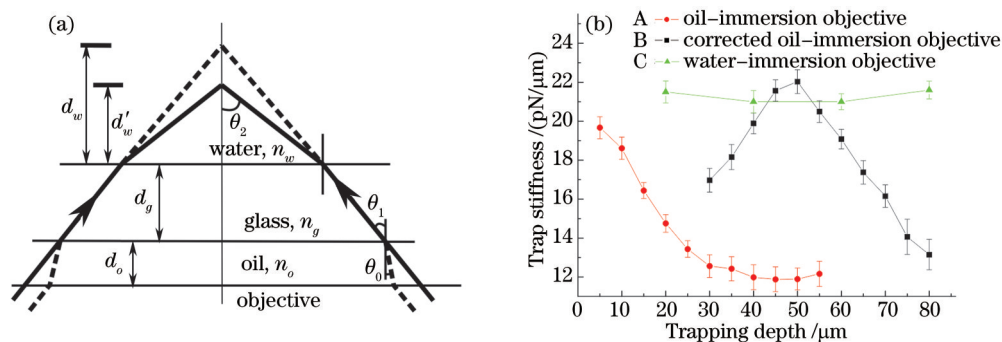 (a)
d_w
d'_w
θ_2
water, n_w
d_g
θ_1
glass, n_g
d_o
oil, n_o
θ_0
objective
(b)
A oil-immersion objective
B corrected oil-immersion objective
C water-immersion objective
Trap stiffness /(pN/μm)
24
22
20
18
16
14
12
0 10 20 30 40 50 60 70 80
Trapping depth /μm